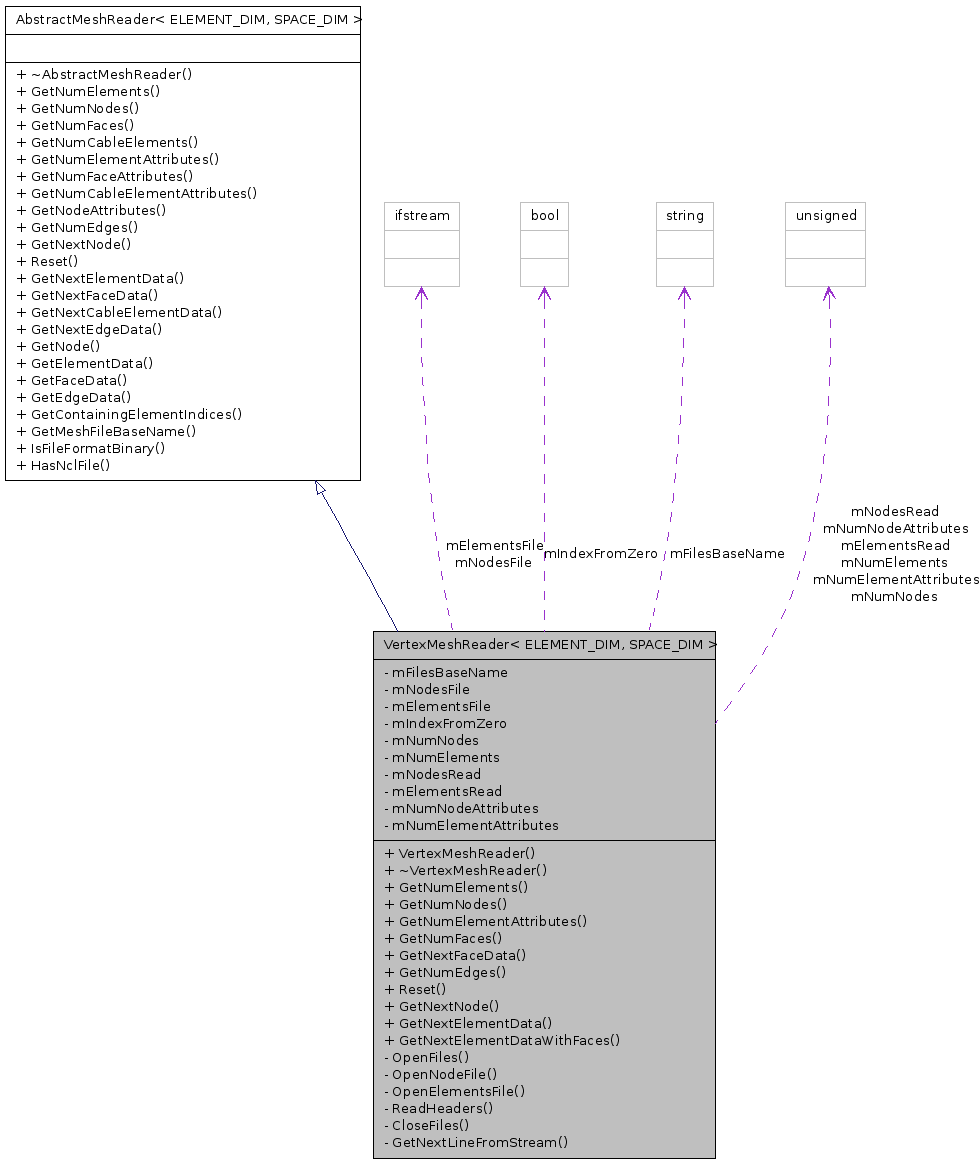 AbstractMeshReader< ELEMENT_DIM, SPACE_DIM >
+ ~AbstractMeshReader()
+ GetNumElements()
+ GetNumNodes()
+ GetNumFaces()
+ GetNumCableElements()
+ GetNumElementAttributes()
+ GetNumFaceAttributes()
+ GetNumCableElementAttributes()
+ GetNodeAttributes()
+ GetNumEdges()
+ GetNextNode()
+ Reset()
+ GetNextElementData()
+ GetNextFaceData()
+ GetNextCableElementData()
+ GetNextEdgeData()
+ GetNode()
+ GetElementData()
+ GetFaceData()
+ GetEdgeData()
+ GetContainingElementIndices()
+ GetMeshFileBaseName()
+ IsFileFormatBinary()
+ HasNclFile()
ifstream
bool
string
unsigned
mElementsFile
mNodesFile
mIndexFromZero
mFilesBaseName
mNodesRead
mNumNodeAttributes
mElementsRead
mNumElements
mNumElementAttributes
mNumNodes
VertexMeshReader< ELEMENT_DIM, SPACE_DIM >
- mFilesBaseName
- mNodesFile
- mElementsFile
- mIndexFromZero
- mNumNodes
- mNumElements
- mNodesRead
- mElementsRead
- mNumNodeAttributes
- mNumElementAttributes
+ VertexMeshReader()
+ ~VertexMeshReader()
+ GetNumElements()
+ GetNumNodes()
+ GetNumElementAttributes()
+ GetNumFaces()
+ GetNextFaceData()
+ GetNumEdges()
+ Reset()
+ GetNextNode()
+ GetNextElementData()
+ GetNextElementDataWithFaces()
- OpenFiles()
- OpenNodeFile()
- OpenElementsFile()
- ReadHeaders()
- CloseFiles()
- GetNextLineFromStream()